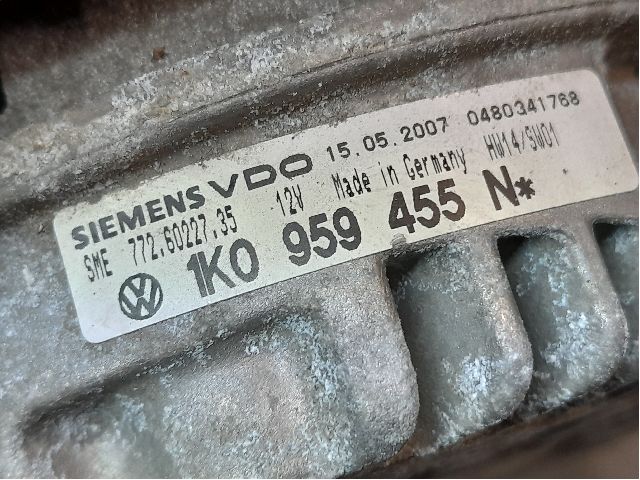 SIEMENS VDO 15.05.2007 0480341768
SME 772.60227.35 12V Made in Germany HW14/SW01
VW 1K0 959 455 N*